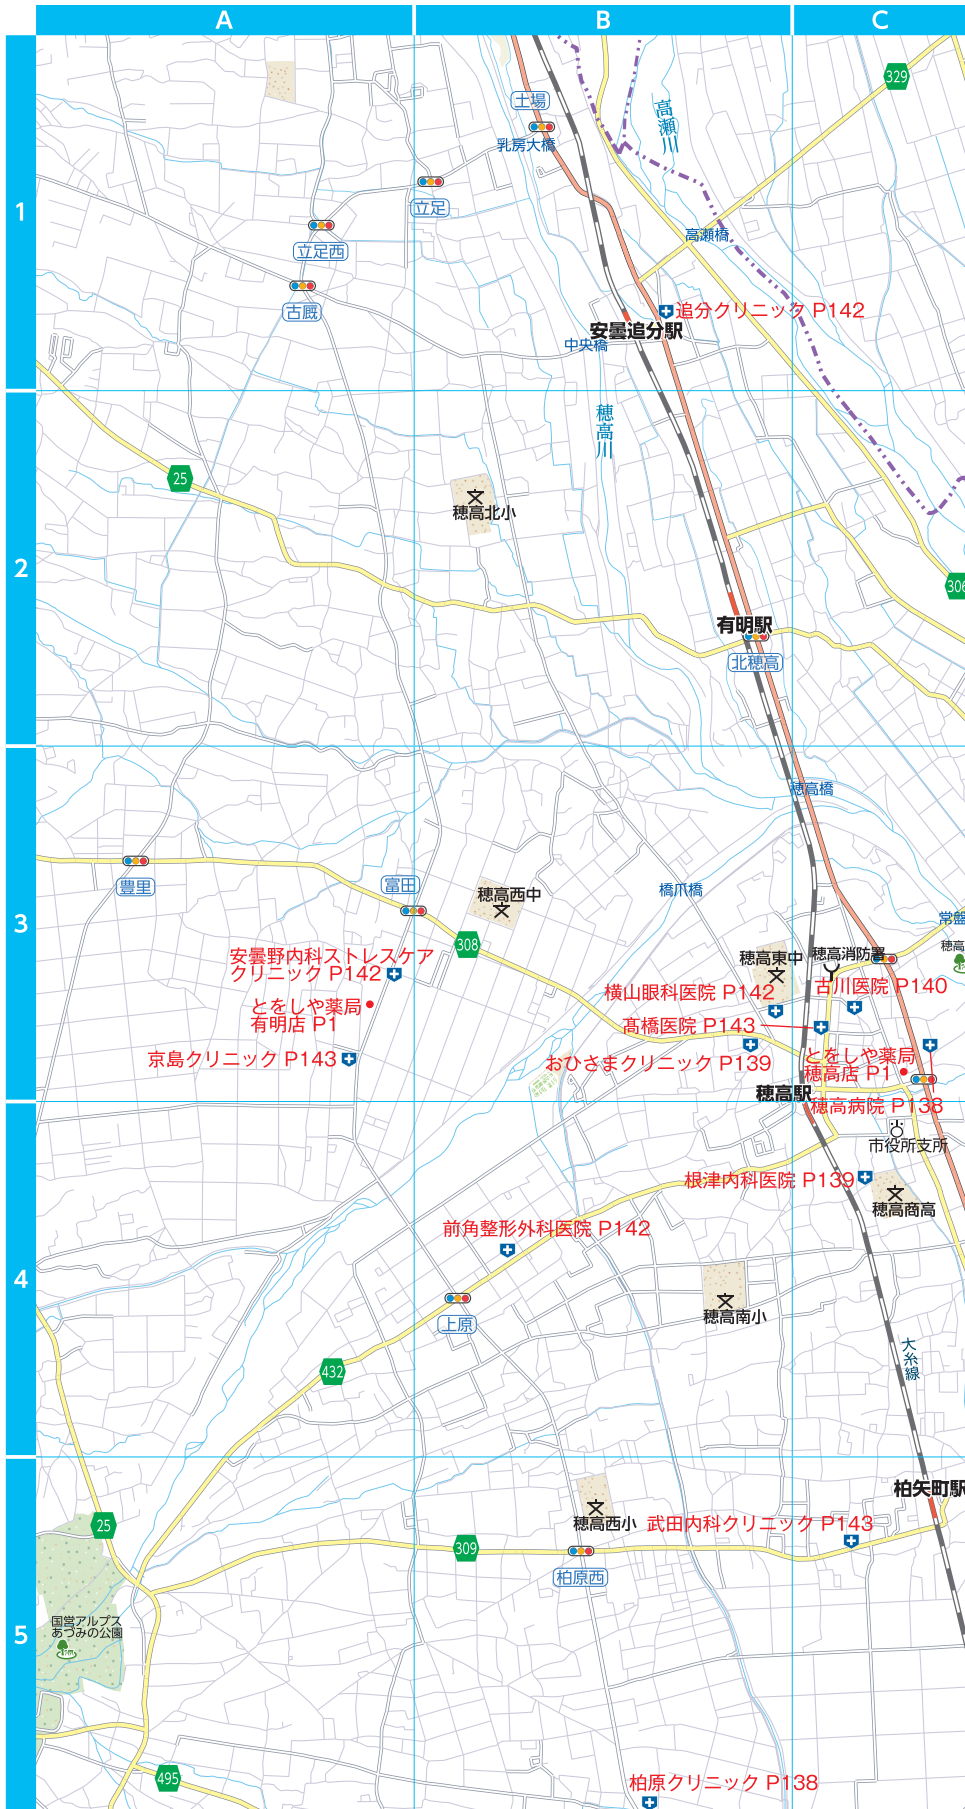 A
B
C
1
329
高瀬川
土場
乳房大橋
立足
立足西
高瀬橋
古厩
追分クリニック P142
安曇追分駅
中央橋
2
穂高川
25
穂高北小
306
有明駅
北穂高
3
穂高橋
豊里
富田
穂高西中
橋爪橋
常盤
308
穂高
安曇野内科ストレスケア
クリニック P142
穂高東中
穂高消防署
古川医院 P140
横山眼科医院 P142
とをしや薬局
有明店 P1
髙橋医院 P143
京島クリニック P143
おひさまクリニック P139
とをしや薬局
穂高店 P1
穂高駅
穂高病院 P138
4
市役所支所
根津内科医院 P139
穂高商高
前角整形外科医院 P142
上原
穂高南小
大糸線
432
5
柏矢町駅
25
穂高西小
武田内科クリニック P143
309
柏原西
国営アルプス
あづみの公園
495
柏原クリニック P138